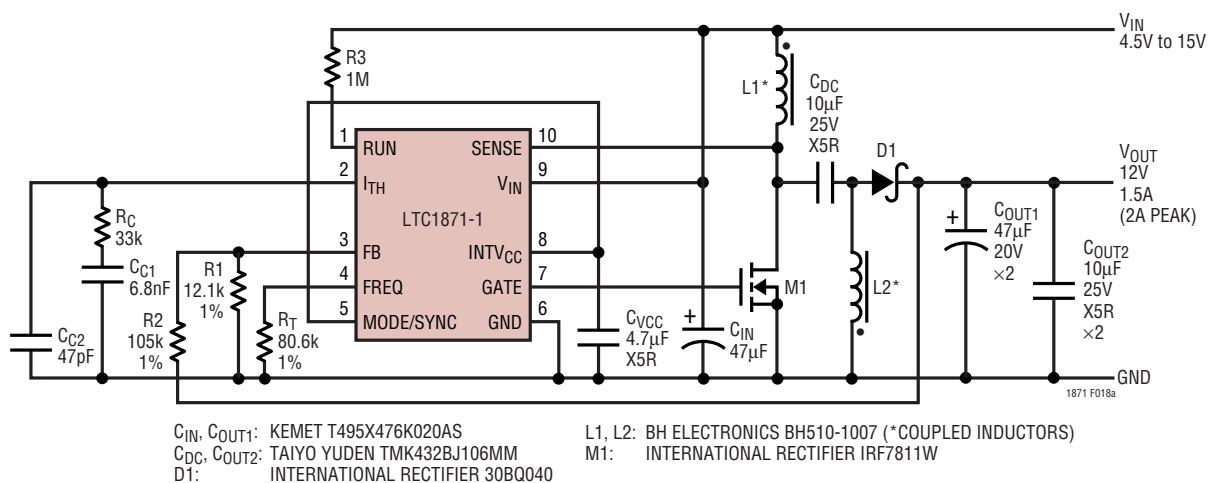 VIN
4.5V to 15V
R3
1M
L1*
CDC
10µF
25V
X5R
D1
VOUT
12V
1.5A
(2A PEAK)
1
RUN
SENSE
10
2
ITH
VIN
9
LTC1871-1
3
FB
INTVCC
8
4
FREQ
GATE
7
5
MODE/SYNC
GND
6
RC
33k
CC1
6.8nF
CC2
47pF
R1
12.1k
1%
R2
105k
1%
RT
80.6k
1%
CVCC
4.7µF
X5R
+
CIN
47µF
M1
L2*
+
COUT1
47µF
20V
×2
COUT2
10µF
25V
X5R
×2
GND
1871 F018a
CIN, COUT1: KEMET T495X476K020AS
CDC, COUT2: TAIYO YUDEN TMK432BJ106MM
D1: INTERNATIONAL RECTIFIER 30BQ040
L1, L2: BH ELECTRONICS BH510-1007 (*COUPLED INDUCTORS)
M1: INTERNATIONAL RECTIFIER IRF7811W